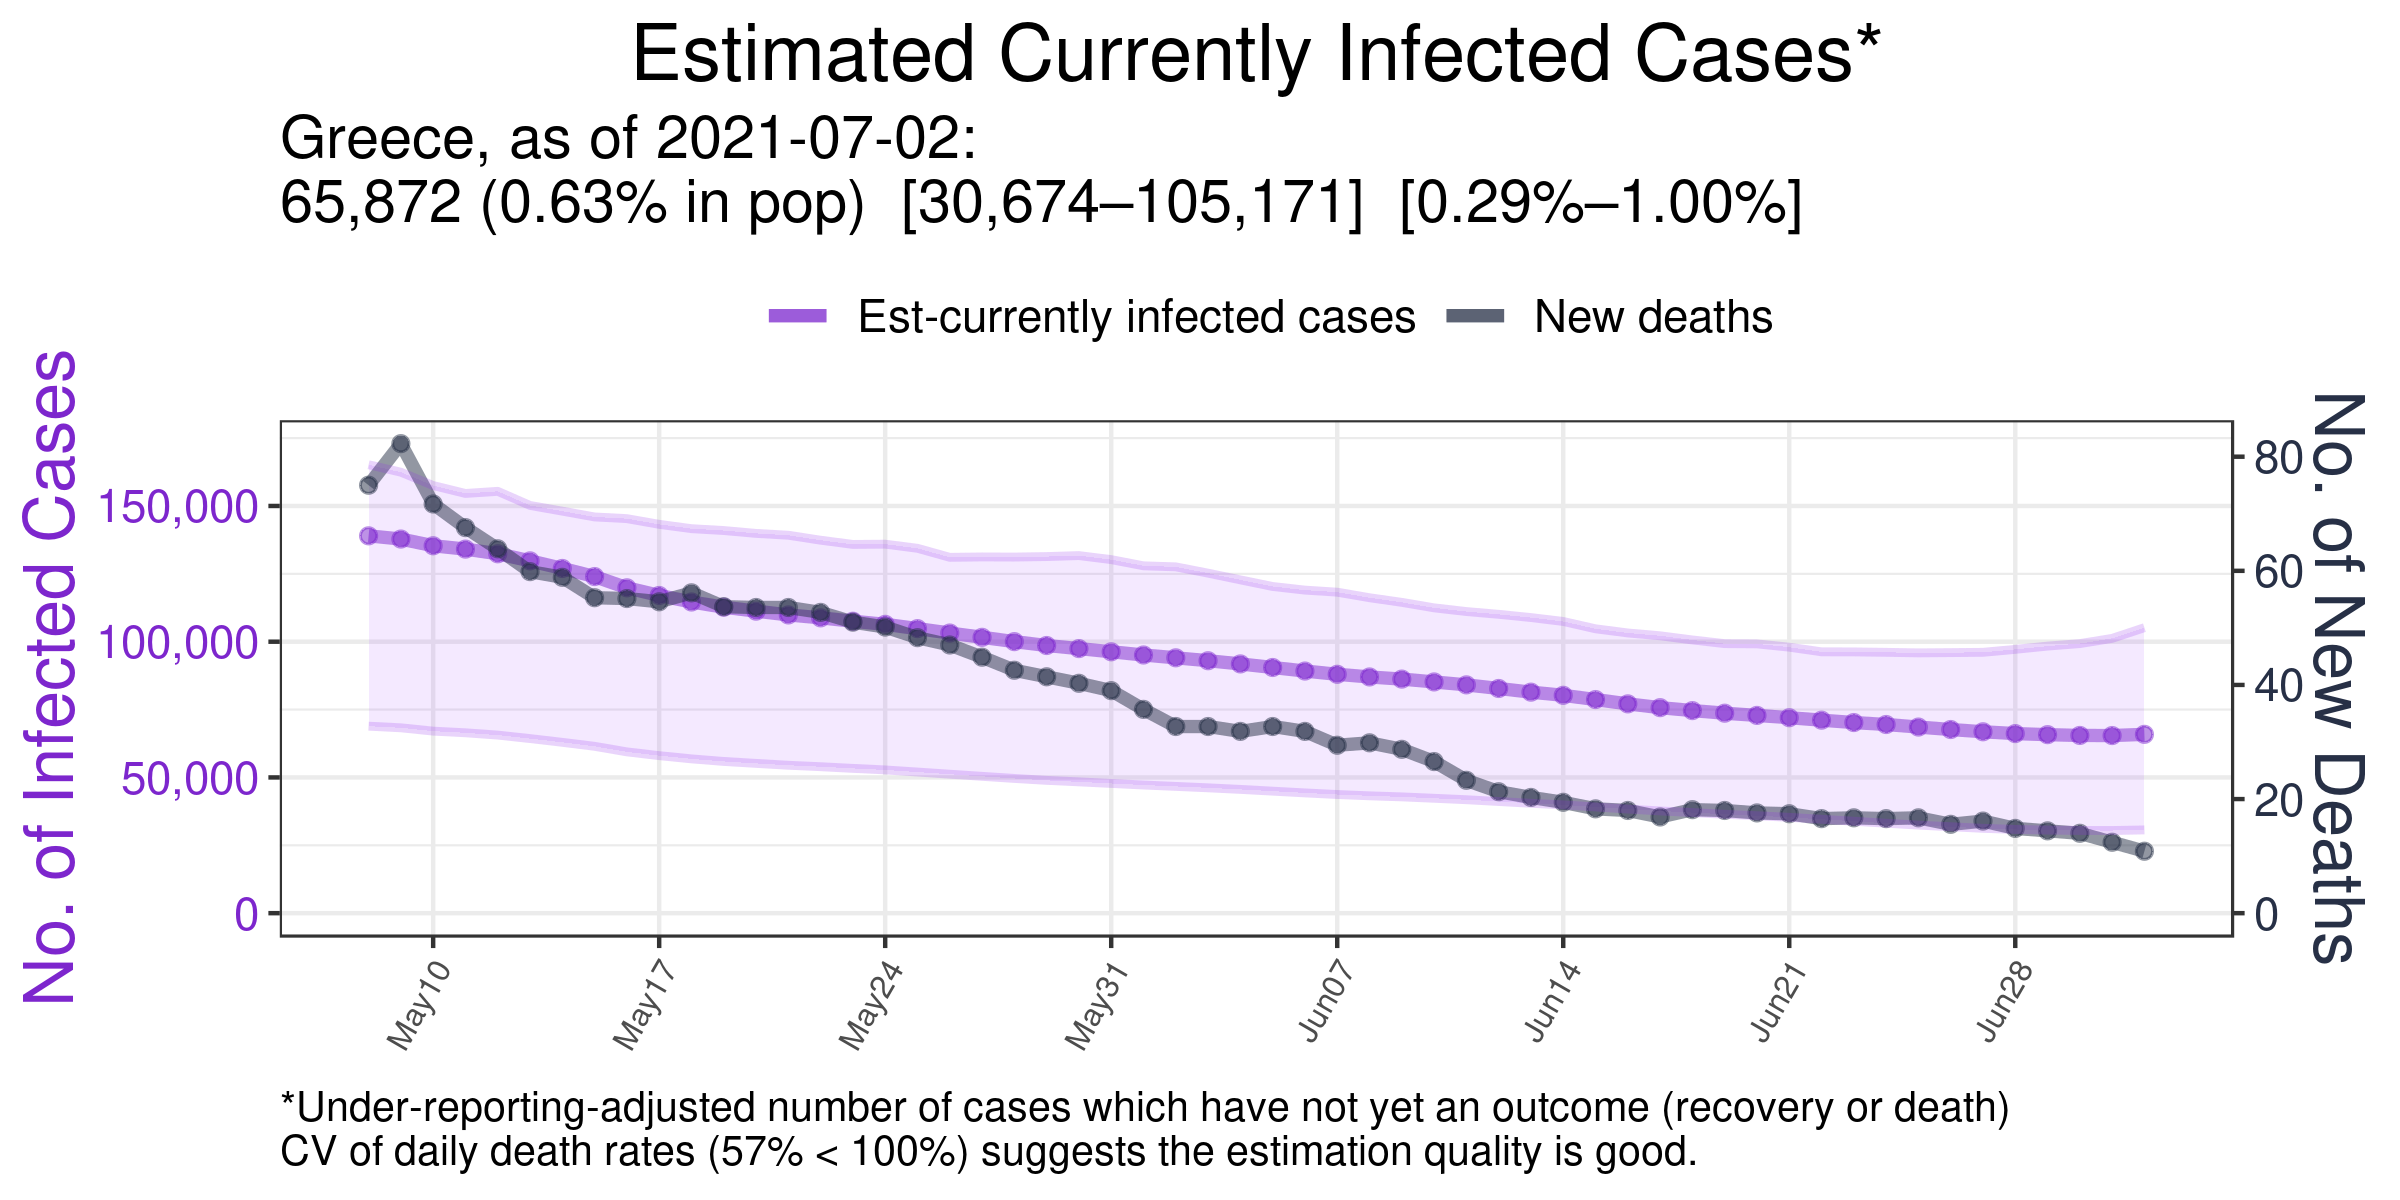 Estimated Currently Infected Cases*
Greece, as of 2021-07-02:
65,872 (0.63% in pop)  [30,674–105,171]  [0.29%–1.00%]
Est-currently infected cases
New deaths
No. of Infected Cases
150,000
100,000
50,000
0
80
60
40
20
0
No. of New Deaths
May10
May17
May24
May31
Jun07
Jun14
Jun21
Jun28
*Under-reporting-adjusted number of cases which have not yet an outcome (recovery or death)
CV of daily death rates (57% < 100%) suggests the estimation quality is good.